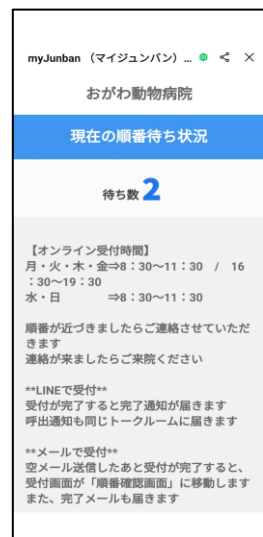 myJunban （マイジュンバン） ...
おがわ動物病院
現在の順番待ち状況
待ち数 2
【オンライン受付時間】
月・火・木・金⇒8：30〜11：30　/　16
：30〜19：30
水・日　　　⇒8：30〜11：30
順番が近づきましたらご連絡させていただ
きます
連絡が来ましたらご来院ください
**LINEで受付**
受付が完了すると完了通知が届きます
呼出通知も同じトークルームに届きます
**メールで受付**
空メール送信したあと受付が完了すると、
受付画面が「順番確認画面」に移動します
また、完了メールも届きます